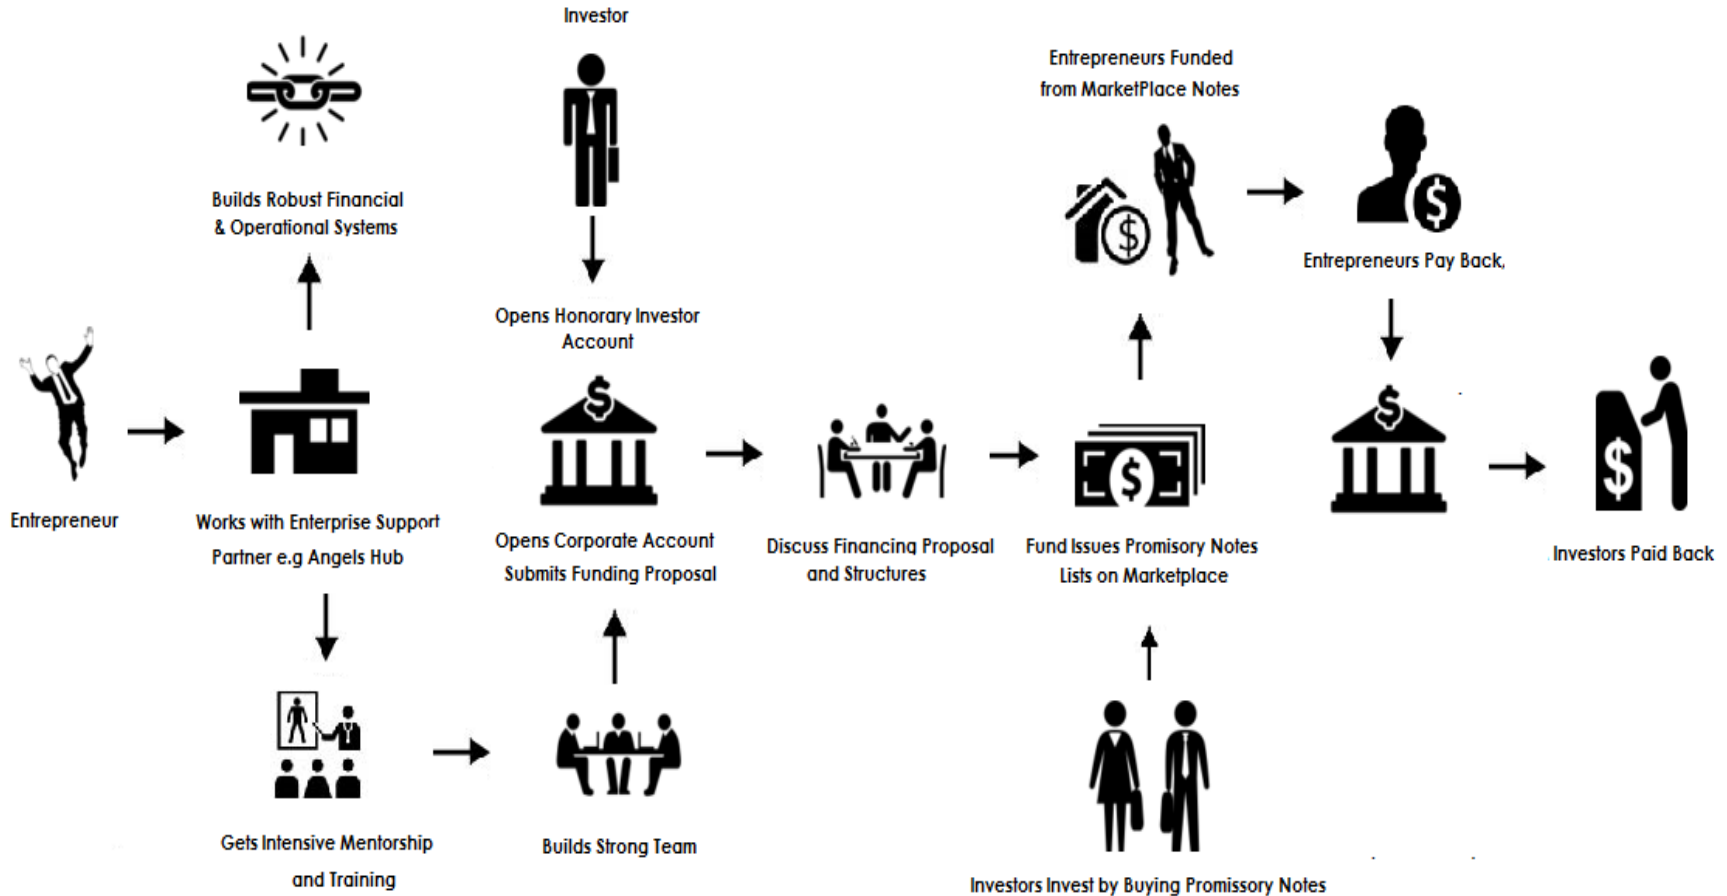 Investor
Entrepreneurs Funded
from MarketPlace Notes
Builds Robust Financial
& Operational Systems
Entrepreneurs Pay Back,
Opens Honorary Investor
Account
Entrepreneur
Works with Enterprise Support
Partner e.g Angels Hub
Opens Corporate Account
Submits Funding Proposal
Discuss Financing Proposal
and Structures
Fund Issues Promisory Notes
Lists on Marketplace
Investors Paid Back
Gets Intensive Mentorship
and Training
Builds Strong Team
Investors Invest by Buying Promissory Notes